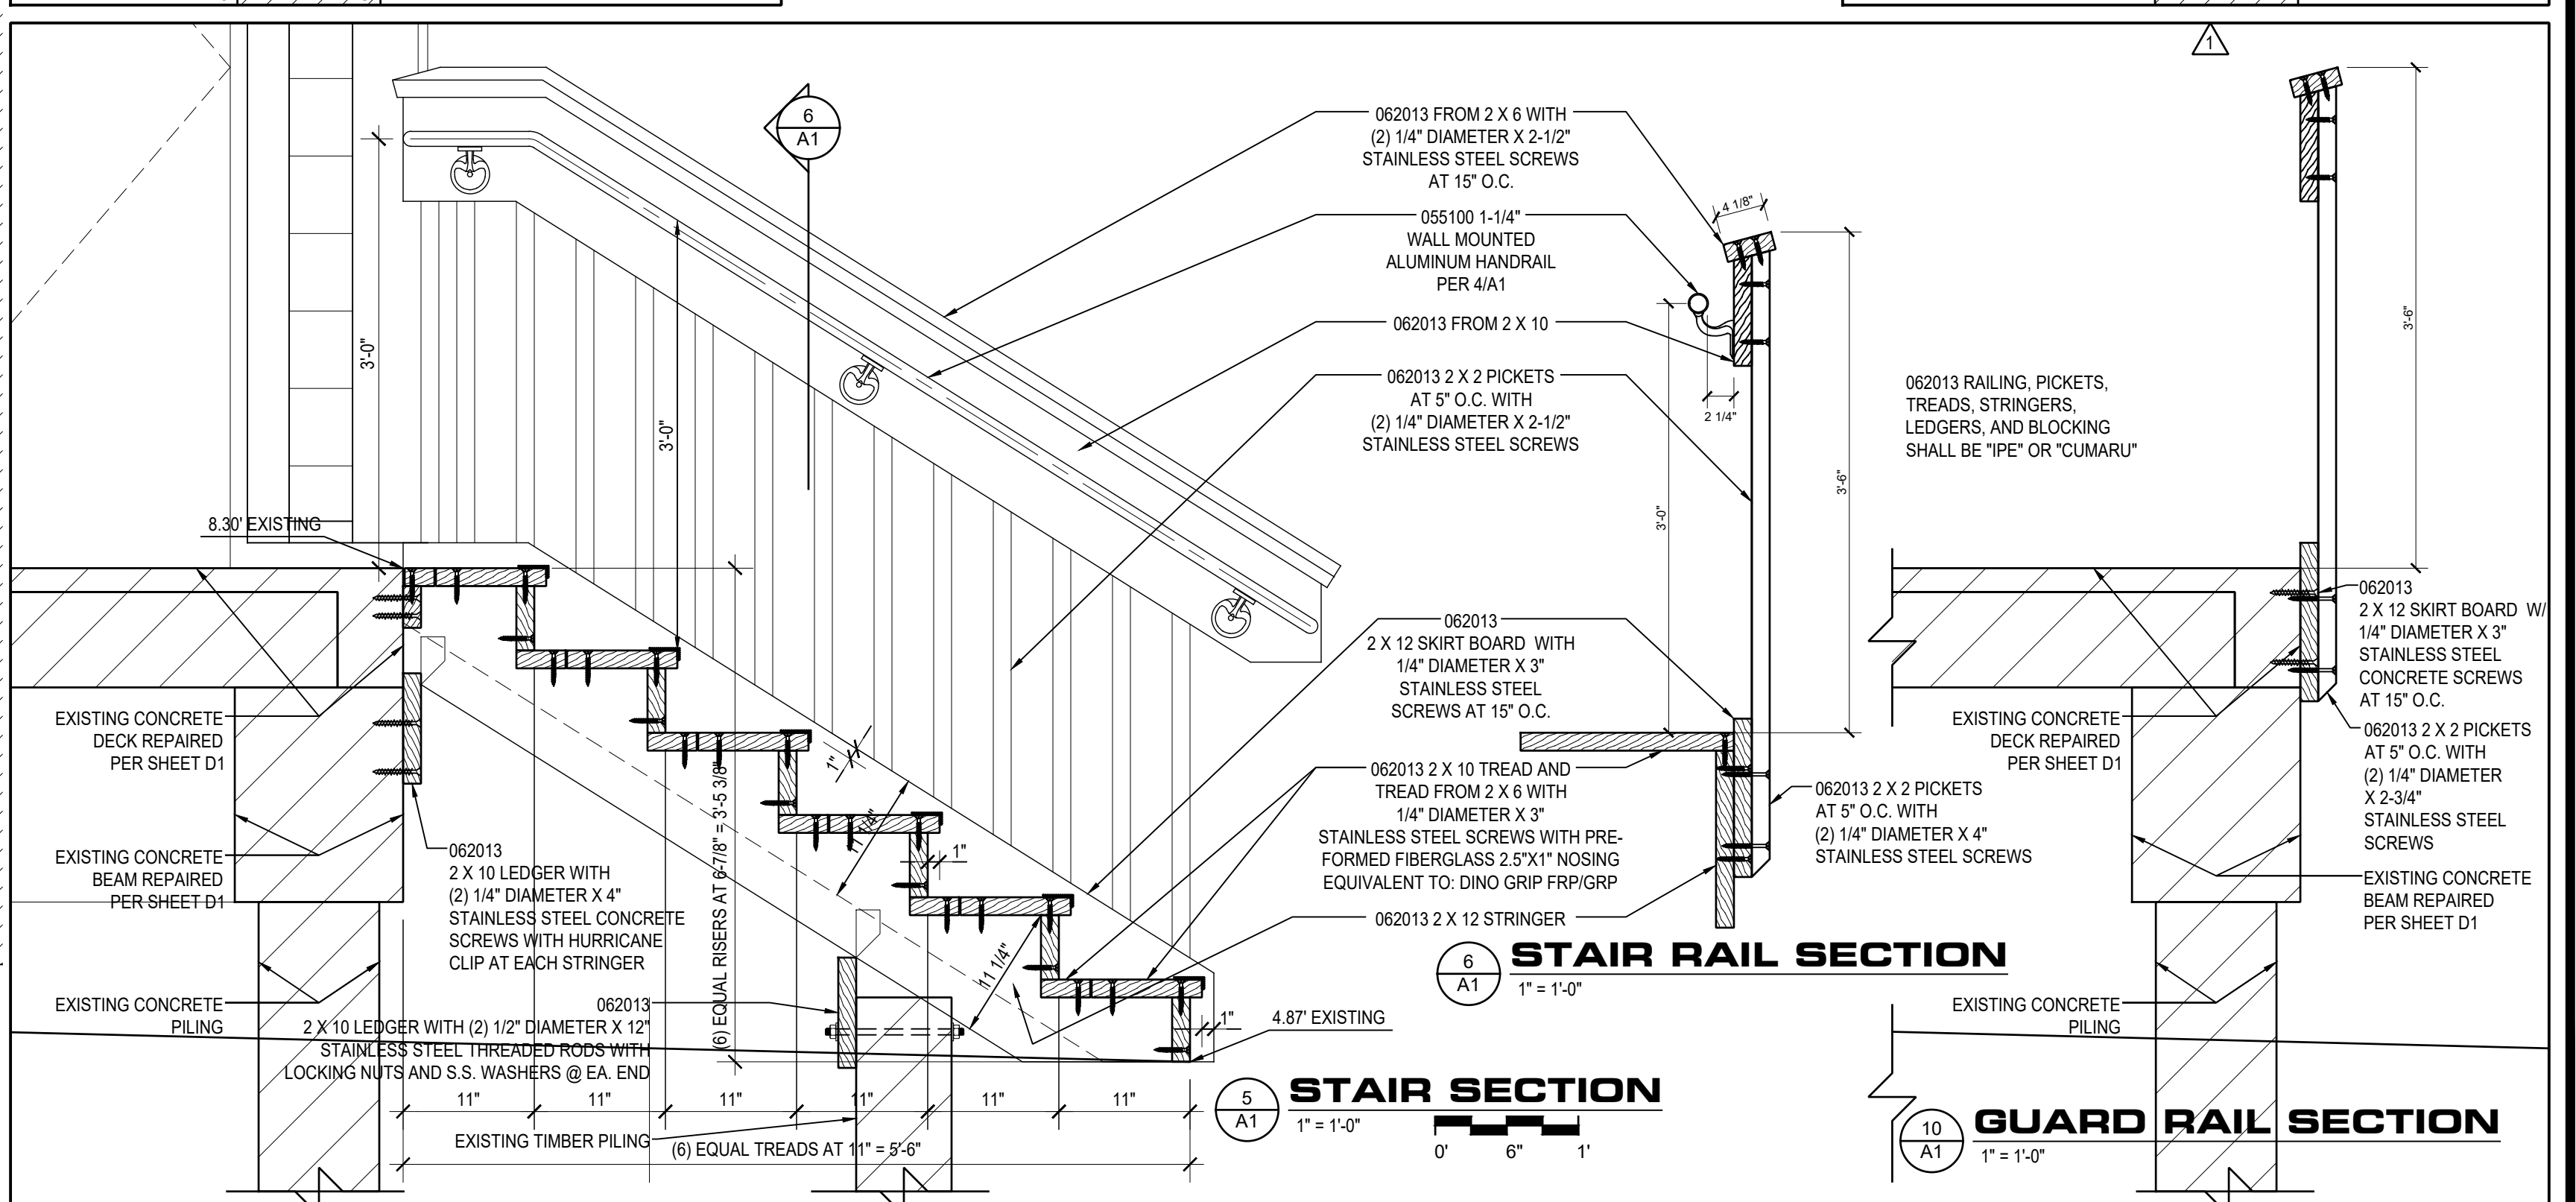 1
6
A1
062013 FROM 2 X 6 WITH
(2) 1/4" DIAMETER X 2-1/2"
STAINLESS STEEL SCREWS
AT 15" O.C.
055100 1-1/4"
WALL MOUNTED
ALUMINUM HANDRAIL
PER 4/A1
062013 FROM 2 X 10
062013 2 X 2 PICKETS
AT 5" O.C. WITH
(2) 1/4" DIAMETER X 2-1/2"
STAINLESS STEEL SCREWS
3'-0"
3'-0"
8.30' EXISTING
EXISTING CONCRETE
DECK REPAIRED
PER SHEET D1
EXISTING CONCRETE
BEAM REPAIRED
PER SHEET D1
EXISTING CONCRETE
PILING
062013
2 X 10 LEDGER WITH
(2) 1/4" DIAMETER X 4"
STAINLESS STEEL CONCRETE
SCREWS WITH HURRICANE
CLIP AT EACH STRINGER
062013
2 X 10 LEDGER WITH (2) 1/2" DIAMETER X 12"
STAINLESS STEEL THREADED RODS WITH
LOCKING NUTS AND S.S. WASHERS @ EA. END
EXISTING TIMBER PILING
(6) EQUAL RISERS AT 6-7/8" = 3'-5 3/8"
1"
11 1/4"
1"
11 1/4"
1"
4.87' EXISTING
11"
11"
11"
11"
11"
11"
(6) EQUAL TREADS AT 11" = 5'-6"
062013
2 X 12 SKIRT BOARD WITH
1/4" DIAMETER X 3"
STAINLESS STEEL
SCREWS AT 15" O.C.
062013 2 X 10 TREAD AND
TREAD FROM 2 X 6 WITH
1/4" DIAMETER X 3"
STAINLESS STEEL SCREWS WITH PRE-
FORMED FIBERGLASS 2.5"X1" NOSING
EQUIVALENT TO: DINO GRIP FRP/GRP
062013 2 X 12 STRINGER
5
A1
STAIR SECTION
1" = 1'-0"
0'
6"
1'
4 1/8"
2 1/4"
3'-0"
3'-6"
062013 2 X 2 PICKETS
AT 5" O.C. WITH
(2) 1/4" DIAMETER X 4"
STAINLESS STEEL SCREWS
6
A1
STAIR RAIL SECTION
1" = 1'-0"
062013 RAILING, PICKETS,
TREADS, STRINGERS,
LEDGERS, AND BLOCKING
SHALL BE "IPE" OR "CUMARU"
3'-6"
062013
2 X 12 SKIRT BOARD W/
1/4" DIAMETER X 3"
STAINLESS STEEL
CONCRETE SCREWS
AT 15" O.C.
062013 2 X 2 PICKETS
AT 5" O.C. WITH
(2) 1/4" DIAMETER
X 2-3/4"
STAINLESS STEEL
SCREWS
EXISTING CONCRETE
BEAM REPAIRED
PER SHEET D1
EXISTING CONCRETE
DECK REPAIRED
PER SHEET D1
EXISTING CONCRETE
PILING
10
A1
GUARD RAIL SECTION
1" = 1'-0"